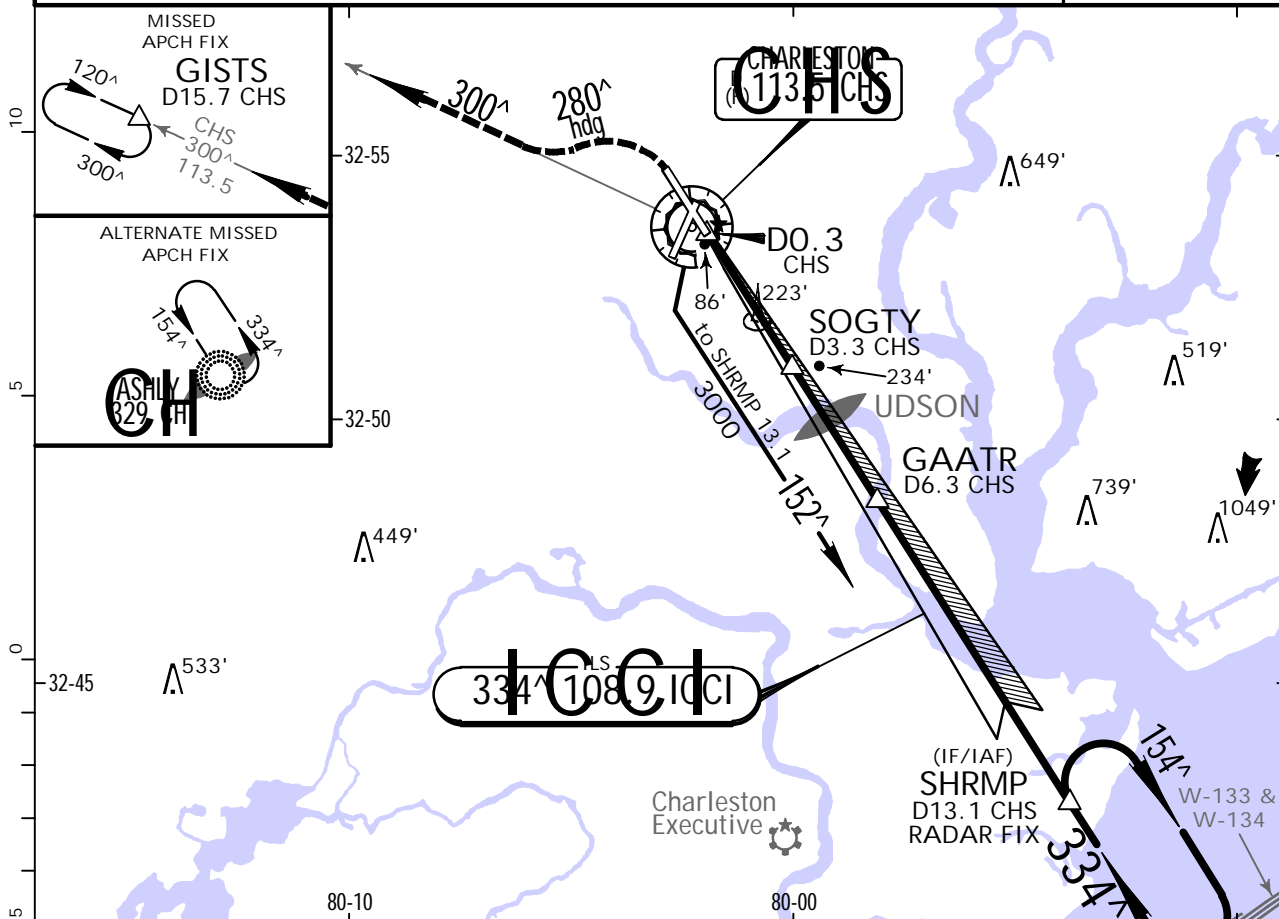 MISSED
APCH FIX
GISTS
D15.7 CHS
120^
300^
CHS
300^
113.5
ALTERNATE MISSED
APCH FIX
154^
334^
CH
ASHLY
329 CH
300^
280^
hdg
CHS
CHARLESTON
113.5 CHS
32-55
649'
D0.3
CHS
86'
223'
SOGTY
D3.3 CHS
234'
519'
to SHRMP 13.1
3000
152^
UDSON
32-50
GAATR
D6.3 CHS
739'
1049'
449'
533'
32-45
ICCI
ILS
334^ 108.9 ICCI
(IF/IAF)
SHRMP
D13.1 CHS
RADAR FIX
154^
334^
W-133 &
W-134
Charleston
Executive
80-10
80-00
10
5
0
5